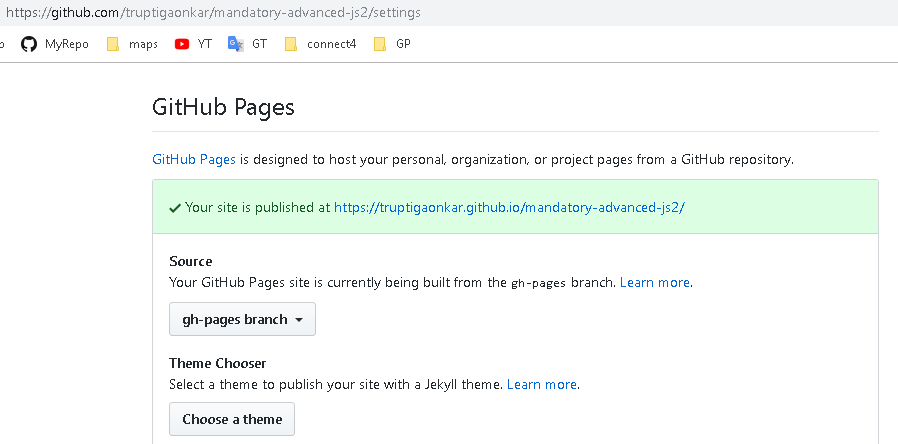 https://github.com/truptigaonkar/mandatory-advanced-js2/settings
MyRepo maps YT GT connect4 GP
GitHub Pages
GitHub Pages is designed to host your personal, organization, or project pages from a GitHub repository.
✔ Your site is published at https://truptigaonkar.github.io/mandatory-advanced-js2/
Source
Your GitHub Pages site is currently being built from the gh-pages branch. Learn more.
gh-pages branch
Theme Chooser
Select a theme to publish your site with a Jekyll theme. Learn more.
Choose a theme